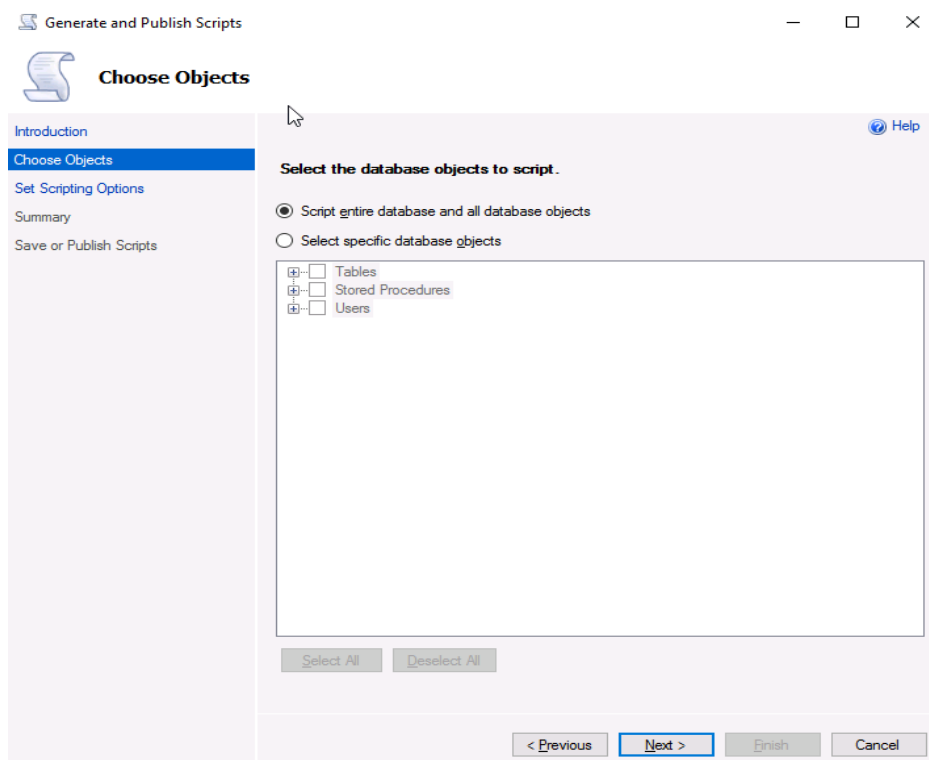 Generate and Publish Scripts
Choose Objects
Introduction
Choose Objects
Set Scripting Options
Summary
Save or Publish Scripts
Help
Select the database objects to script.
Script entire database and all database objects
Select specific database objects
Tables
Stored Procedures
Users
Select All
Deselect All
< Previous
Next >
Finish
Cancel